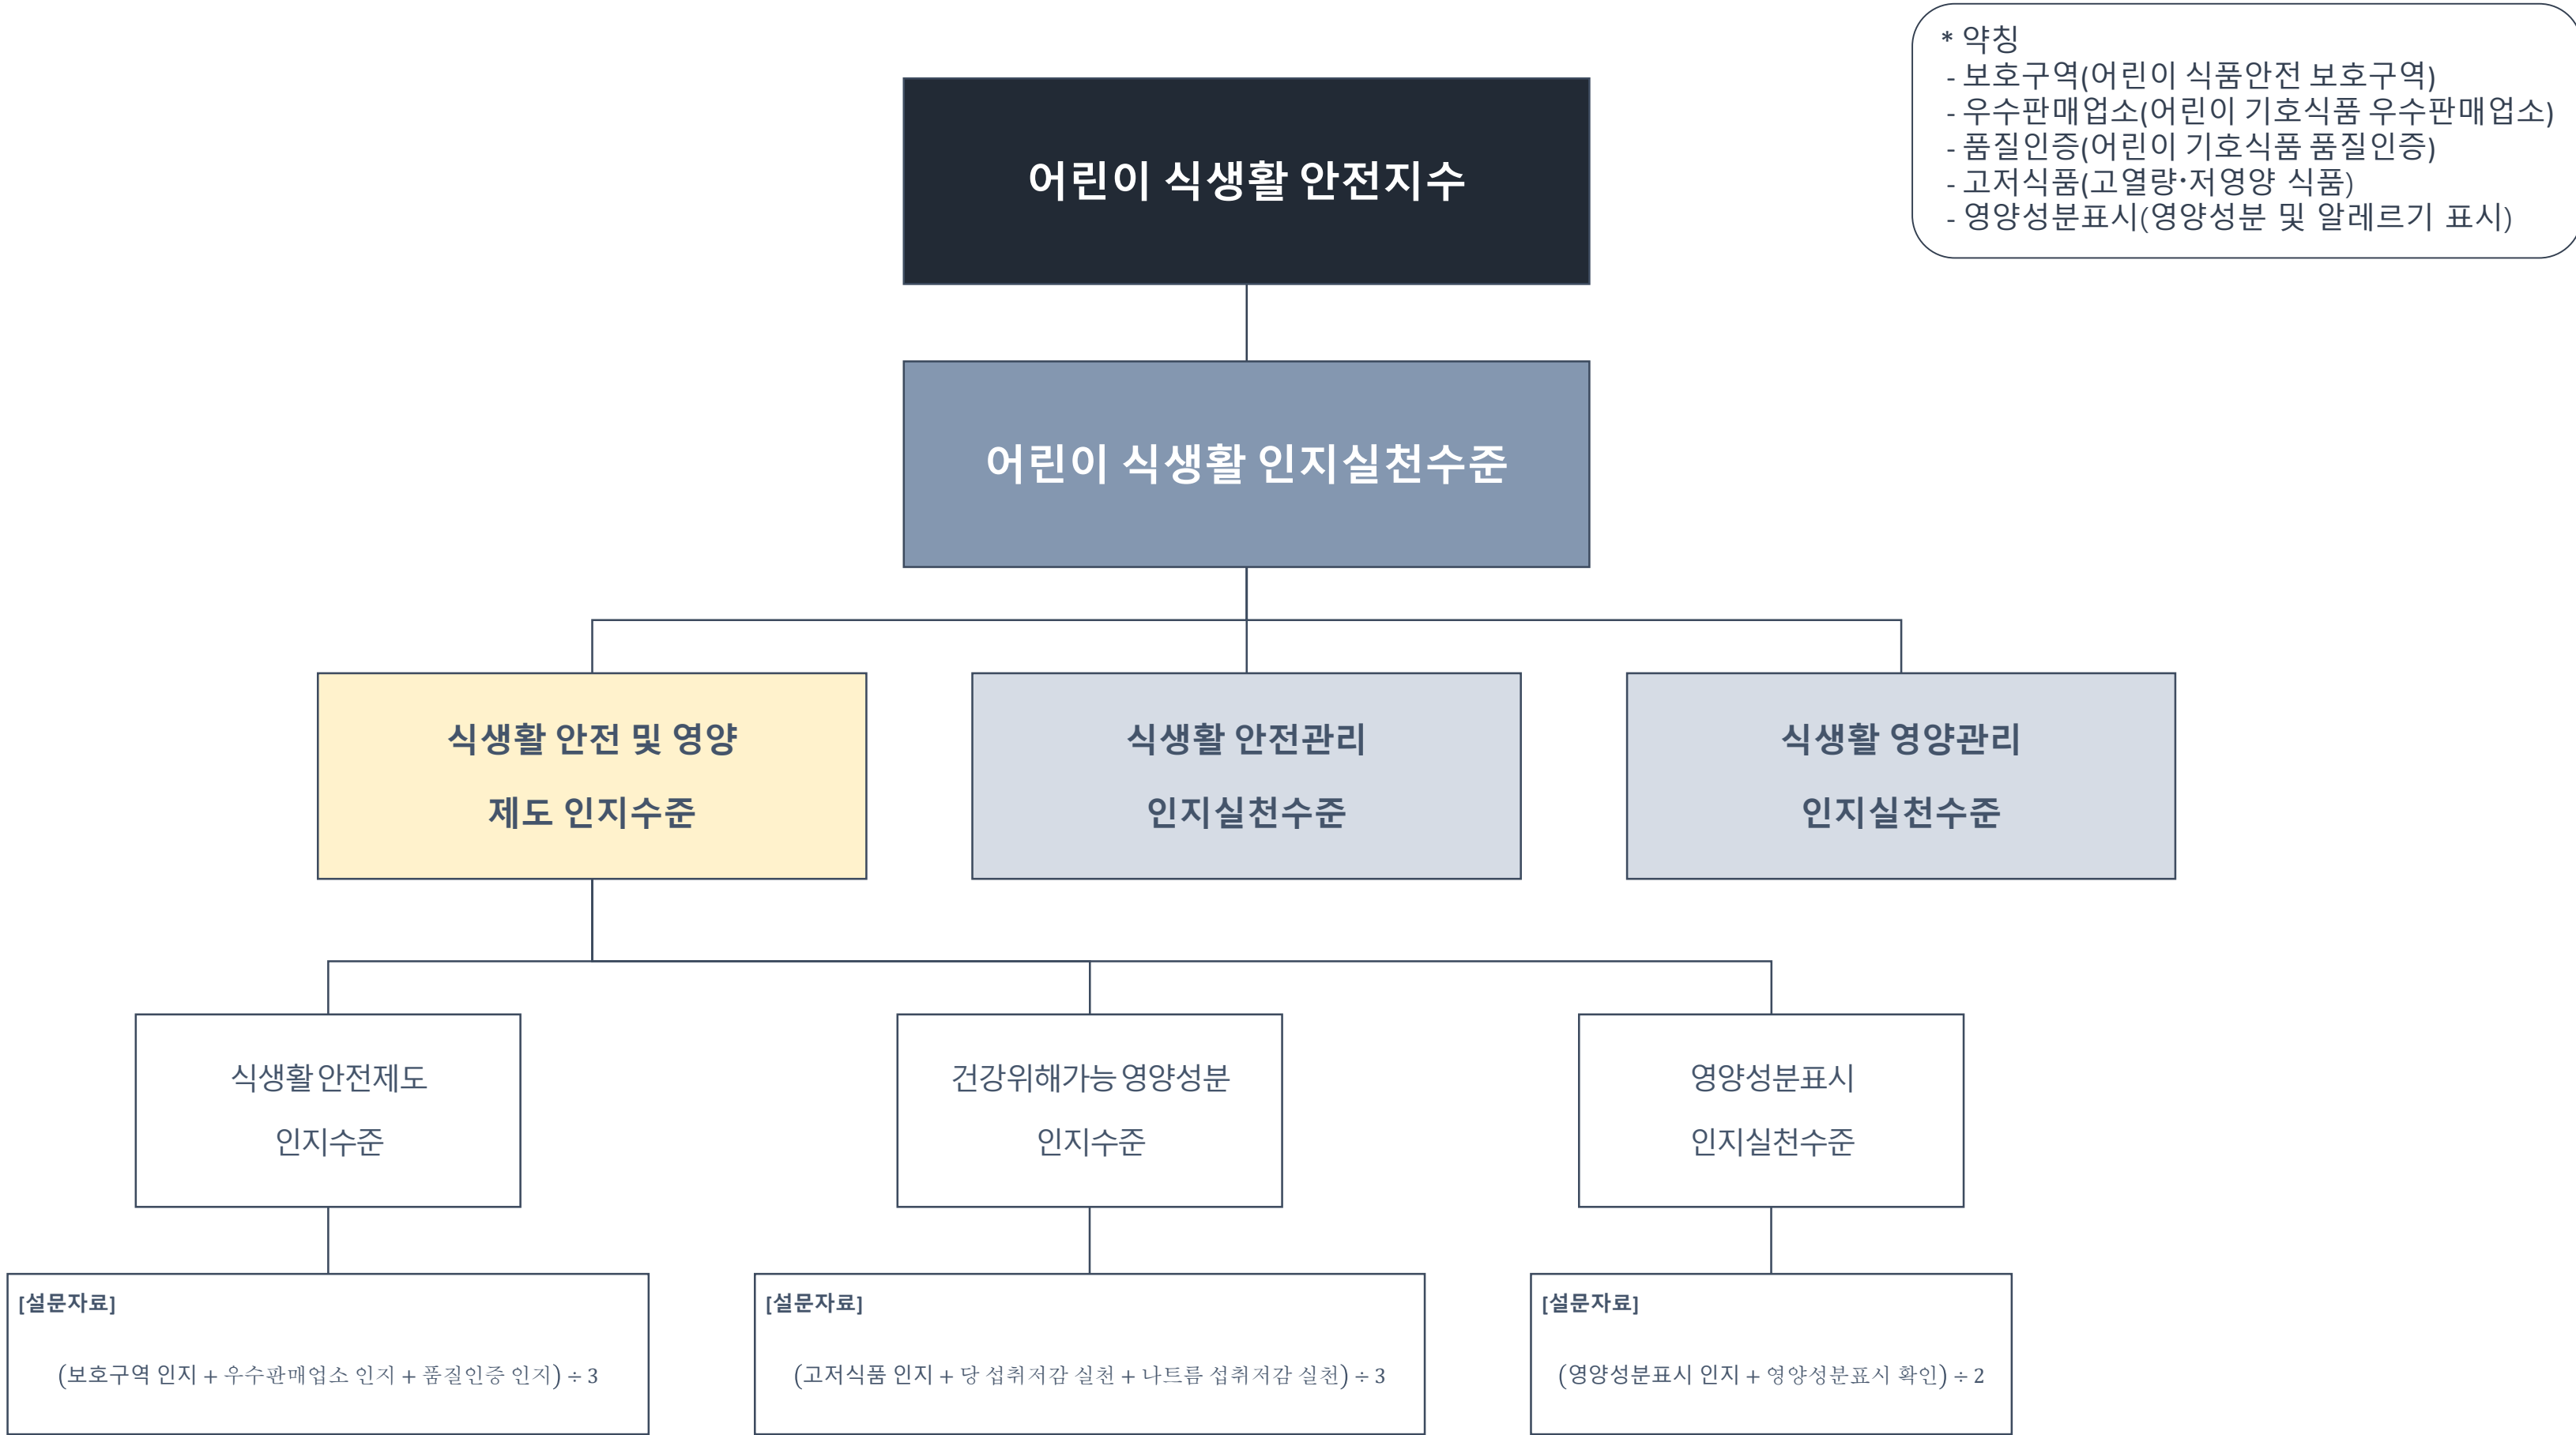 * 약칭
- 보호구역(어린이 식품안전 보호구역)
- 우수판매업소(어린이 기호식품 우수판매업소)
- 품질인증(어린이 기호식품 품질인증)
- 고저식품(고열량·저영양 식품)
- 영양성분표시(영양성분 및 알레르기 표시)
어린이 식생활 안전지수
어린이 식생활 인지실천수준
식생활 안전 및 영양
제도 인지수준
식생활 안전관리
인지실천수준
식생활 영양관리
인지실천수준
식생활 안전제도
인지수준
건강위해가능 영양성분
인지수준
영양성분표시
인지실천수준
[설문자료]
(보호구역 인지 + 우수판매업소 인지 + 품질인증 인지) ÷ 3
[설문자료]
(고저식품 인지 + 당 섭취저감 실천 + 나트륨 섭취저감 실천) ÷ 3
[설문자료]
(영양성분표시 인지 + 영양성분표시 확인) ÷ 2